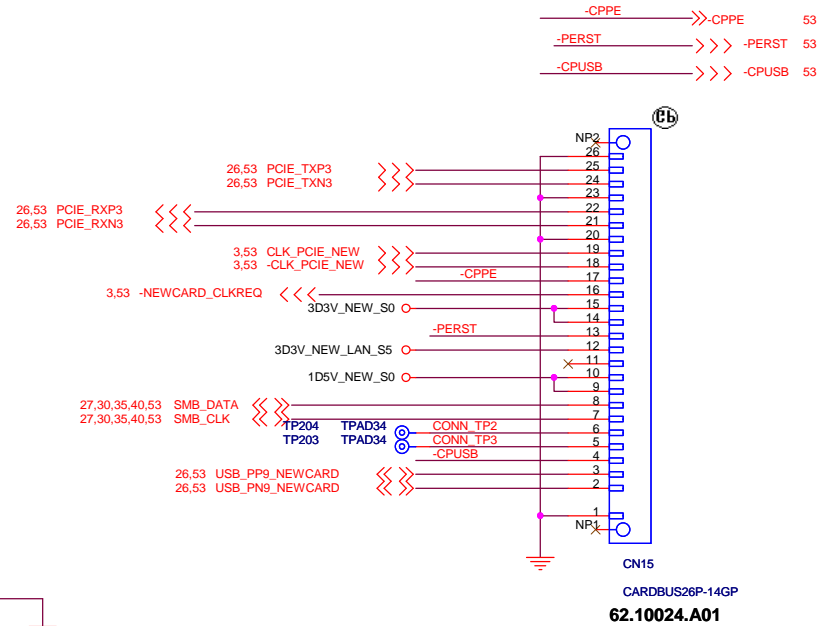 -CPPE -CPPE 53
-PERST -PERST 53
-CPUSB -CPUSB 53
Cb
NP2
26
26,53 PCIE_TXP3 25
26,53 PCIE_TXN3 24
23
26,53 PCIE_RXP3 22
26,53 PCIE_RXN3 21
20
3,53 CLK_PCIE_NEW 19
3,53 -CLK_PCIE_NEW 18
-CPPE 17
3,53 -NEWCARD_CLKREQ 16
3D3V_NEW_S0 15
14
-PERST 13
3D3V_NEW_LAN_S5 12
11
1D5V_NEW_S0 10
9
27,30,35,40,53 SMB_DATA 8
27,30,35,40,53 SMB_CLK 7
TP204 TPAD34 CONN_TP2 6
TP203 TPAD34 CONN_TP3 5
-CPUSB 4
26,53 USB_PP9_NEWCARD 3
26,53 USB_PN9_NEWCARD 2
1
NP1
CN15
CARDBUS26P-14GP
62.10024.A01